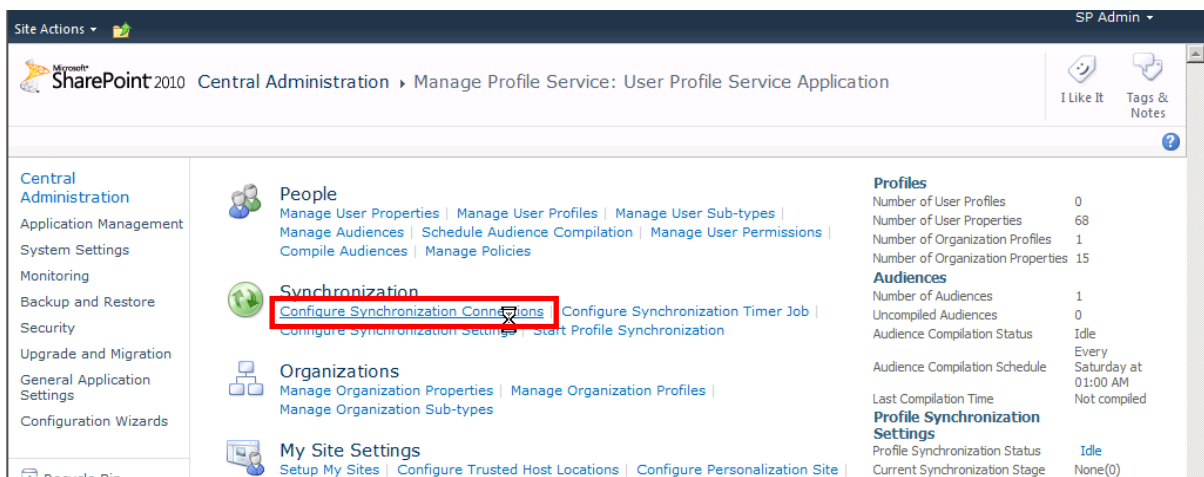 Site Actions
SP Admin
Microsoft
SharePoint 2010 Central Administration Manage Profile Service: User Profile Service Application
I Like It
Tags &
Notes
Central
Administration
Application Management
System Settings
Monitoring
Backup and Restore
Security
Upgrade and Migration
General Application
Settings
Configuration Wizards
Recycle Bin
People
Manage User Properties | Manage User Profiles | Manage User Sub-types |
Manage Audiences | Schedule Audience Compilation | Manage User Permissions |
Compile Audiences | Manage Policies
Synchronization
Configure Synchronization Connections | Configure Synchronization Timer Job |
Configure Synchronization Settings | Start Profile Synchronization
Organizations
Manage Organization Properties | Manage Organization Profiles |
Manage Organization Sub-types
My Site Settings
Setup My Sites | Configure Trusted Host Locations | Configure Personalization Site |
Profiles
Number of User Profiles 0
Number of User Properties 68
Number of Organization Profiles 1
Number of Organization Properties 15
Audiences
Number of Audiences 1
Uncompiled Audiences 0
Audience Compilation Status Idle
Audience Compilation Schedule Every
Saturday at
01:00 AM
Last Compilation Time Not compiled
Profile Synchronization
Settings
Profile Synchronization Status Idle
Current Synchronization Stage None(0)